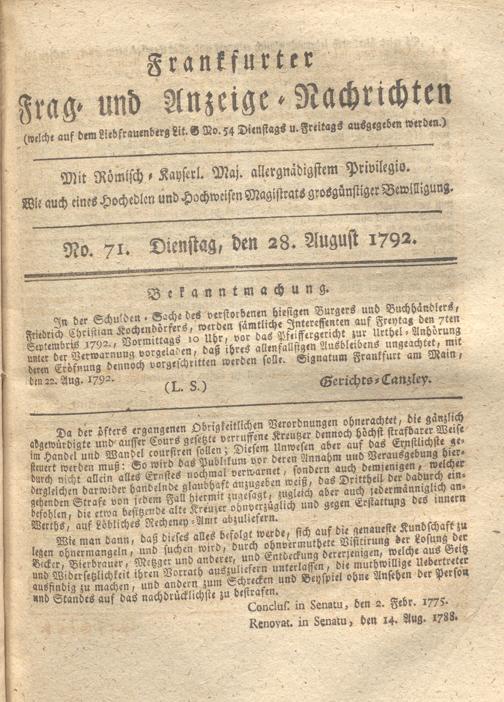 Frankfurter
Frag- und Anzeige-Nachrichten
(welche auf dem Liebfrauenberg Lit. G No. 54 Dienstags u. Freitags ausgegeben werden.)
Mit Römisch-Kayserl. Maj. allergnädigstem Privilegio.
Wie auch eines Hochedlen und Hochweisen Magistrats grosgünstiger Bewilligung.
No. 71. Dienstag, den 28. August 1792.
Bekanntmachung.
In der Schulden-Sache des verstorbenen hiesigen Burgers und Buchhändlers,
Friedrich Christian Kochendörfers, werden sämtliche Interessenten auf Freytag den 7ten
Septembris 1792., Vormittags 10 Uhr, vor das Pfeiffergericht zur Urthel-Anhörung
unter der Verwarnung vorgeladen, daß ihres allenfallsigen Ausbleibens ungeachtet, mit
deren Eröfnung dennoch vorgeschritten werden solle. Signatum Frankfurt am Main,
den 22. Aug. 1792.
(L. S.) Gerichts-Canzley.
Da der öfters ergangenen Obrigkeitlichen Verordnungen ohnerachtet, die gänzlich
abgewürdigte und ausser Cours gesetzte verruffene Kreutzer dennoch höchst strafbarer Weise
im Handel und Wandel coursiren sollen; Diesem Unwesen aber auf das Ernstlichste ge-
steuert werden muß: So wird das Publikum vor deren Annahm und Verausgebung hier-
durch nicht allein alles Ernstes nochmal verwarnet, sondern auch demjenigen, welcher
dergleichen darwider handelnde glaubhaft anzugeben weiß, das Drittheil der dadurch ein-
gehenden Strafe von jedem Fall hiermit zugesagt, zugleich aber auch jedermänniglich an-
befohlen, die etwa besitzende alte Kreutzer ohnverzüglich und gegen Erstattung des innern
Werths, auf Löbliches Recheney-Amt abzuliefern.
Wie man dann, daß dieses alles befolgt werde, sich auf die genaueste Kundschaft zu
legen ohnermangeln, und suchen wird, durch ohnvermuthete Visitirung der Losung der
Becker, Bierbrauer, Metzger und anderer, und Entdeckung dererjenigen, welche aus Geitz
und Widersetzlichkeit ihren Vorrath auszuliefern unterlassen, die muthwillige Uebertreter
ausfindig zu machen, und andern zum Schrecken und Beyspiel ohne Ansehen der Person
und Standes auf das nachdrücklichste zu bestrafen.
Conclus. in Senatu, den 2. Febr. 1775.
Renovat. in Senatu, den 14. Aug. 1788.